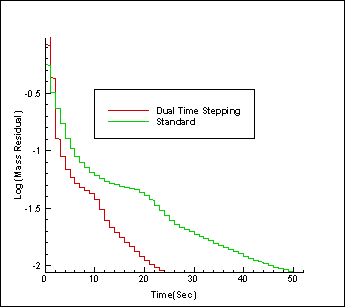 Log(Mass Residual)
-0.5
-1
-1.5
-2
Dual Time Stepping
Standard
0 10 20 30 40 50
Time(Sec)